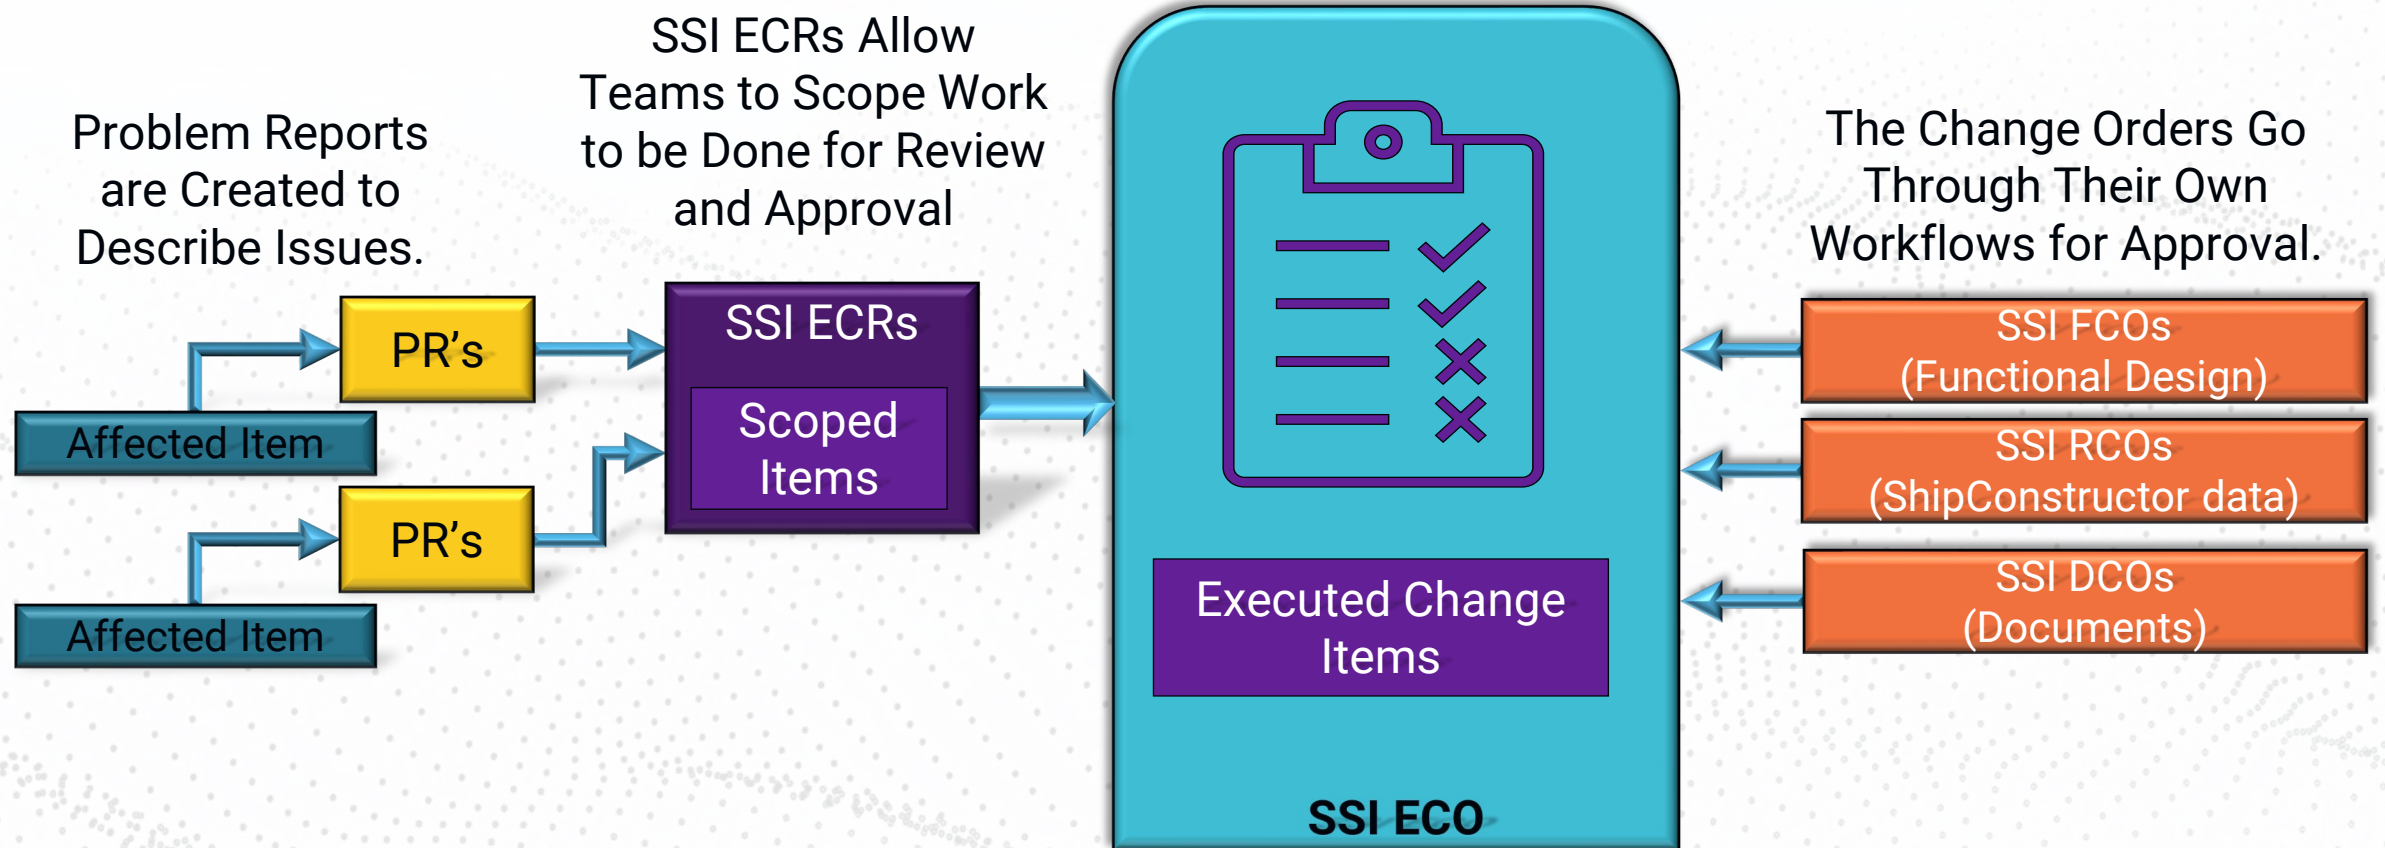 Problem Reports
are Created to
Describe Issues.
SSI ECRs Allow
Teams to Scope Work
to be Done for Review
and Approval
The Change Orders Go
Through Their Own
Workflows for Approval.
PR’s
Affected Item
PR’s
Affected Item
SSI ECRs
Scoped
Items
Executed Change
Items
SSI ECO
SSI FCOs
(Functional Design)
SSI RCOs
(ShipConstructor data)
SSI DCOs
(Documents)